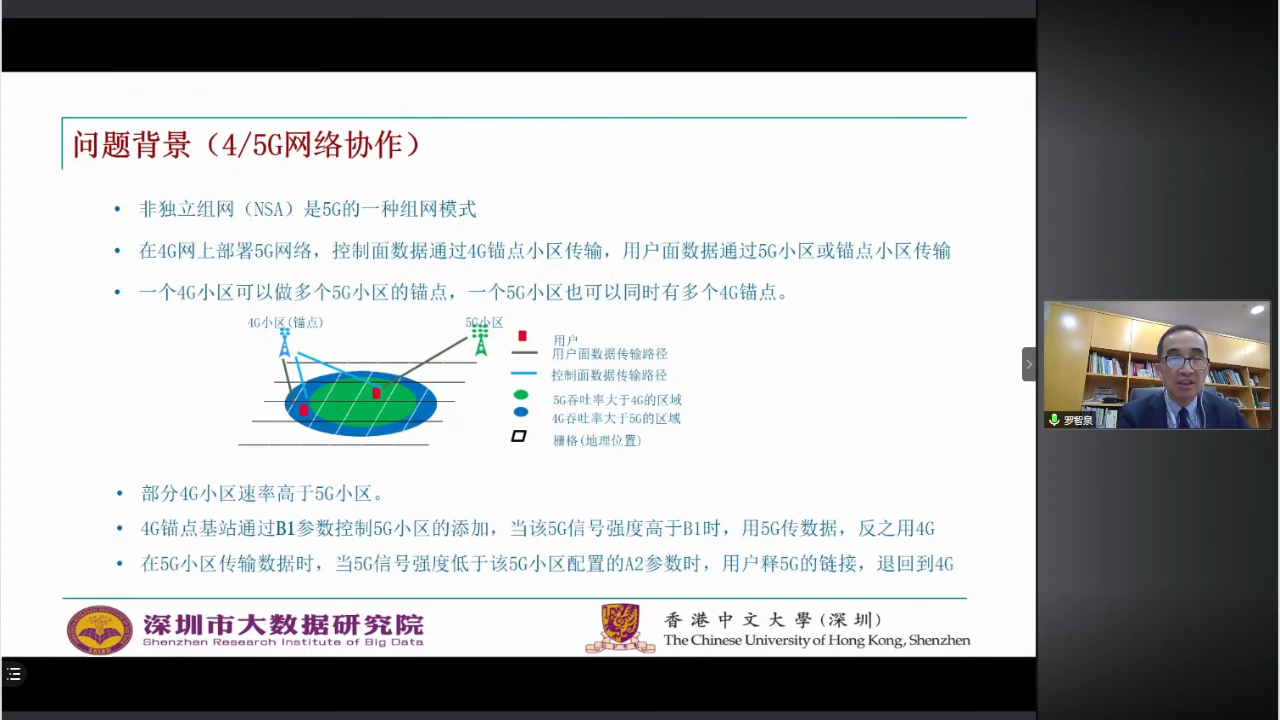 问题背景（4/5G网络协作）
• 非独立组网（NSA）是5G的一种组网模式
• 在4G网上部署5G网络，控制面数据通过4G锚点小区传输，用户面数据通过5G小区或锚点小区传输
• 一个4G小区可以做多个5G小区的锚点，一个5G小区也可以同时有多个4G锚点。
4G小区(锚点)
5G小区
用户
用户面数据传输路径
控制面数据传输路径
5G吞吐率大于4G的区域
4G吞吐率大于5G的区域
栅格(地理位置)
• 部分4G小区速率高于5G小区。
• 4G锚点基站通过B1参数控制5G小区的添加，当该5G信号强度高于B1时，用5G传数据，反之用4G
• 在5G小区传输数据时，当5G信号强度低于该5G小区配置的A2参数时，用户释5G的链接，退回到4G
深圳市大数据研究院
Shenzhen Research Institute of Big Data
香港中文大學(深圳)
The Chinese University of Hong Kong, Shenzhen
罗智泉